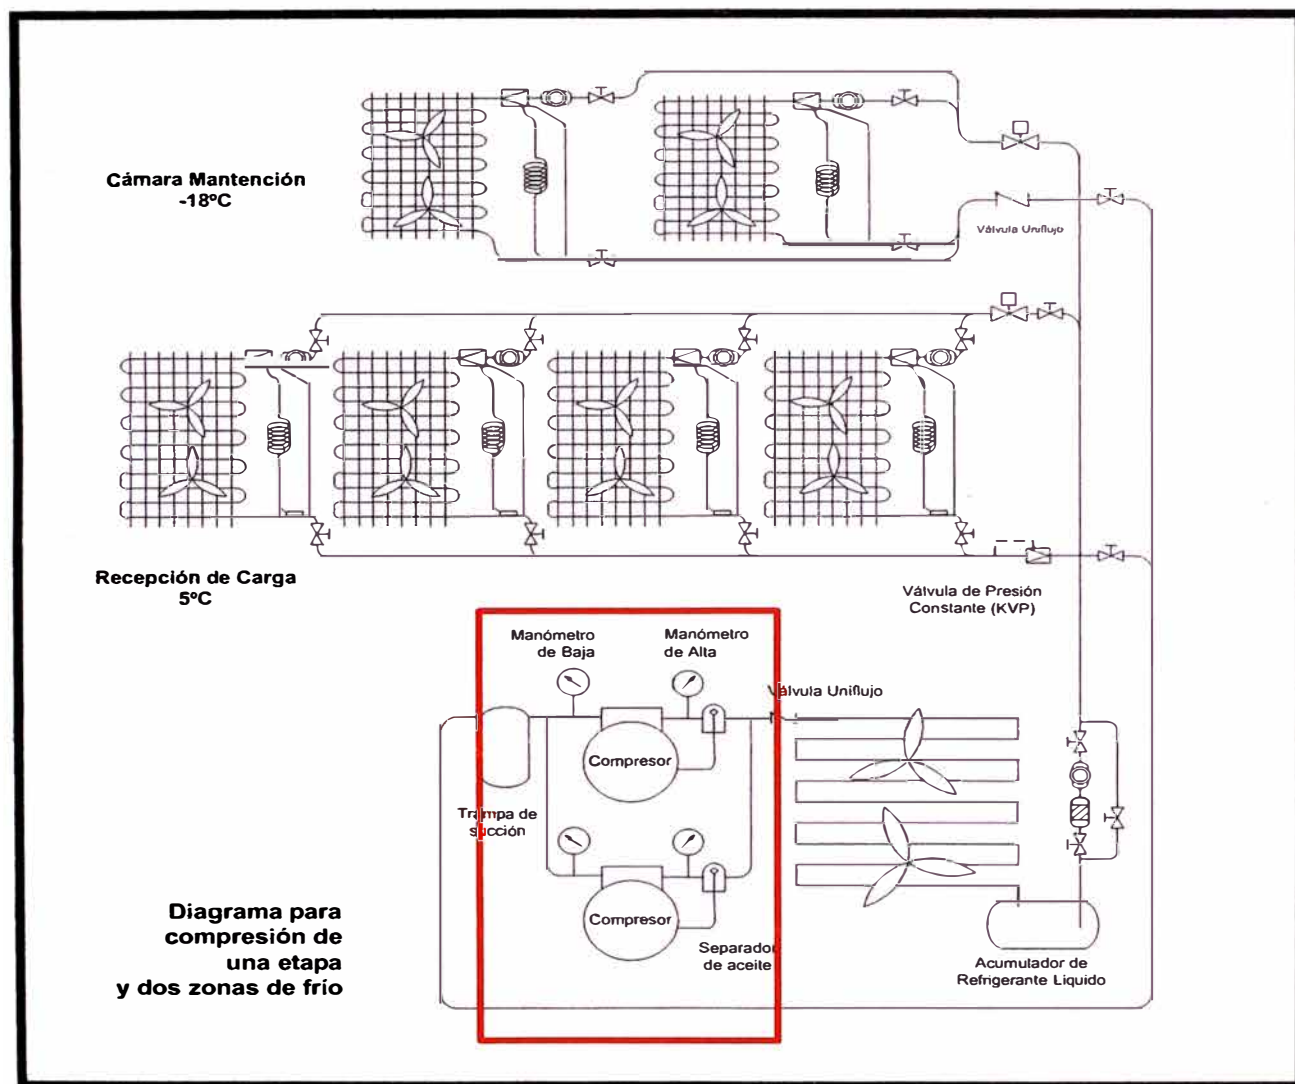 Cámara Mantención
-18ºC
Válvula Uniflujo
Recepción de Carga
5ºC
Válvula de Presión
Constante (KVP)
Manómetro
de Baja
Manómetro
de Alta
Válvula Uniflujo
Compresor
Trampa de
succión
Compresor
Separador
de aceite
Acumulador de
Refrigerante Liquido
Diagrama para
compresión de
una etapa
y dos zonas de frío